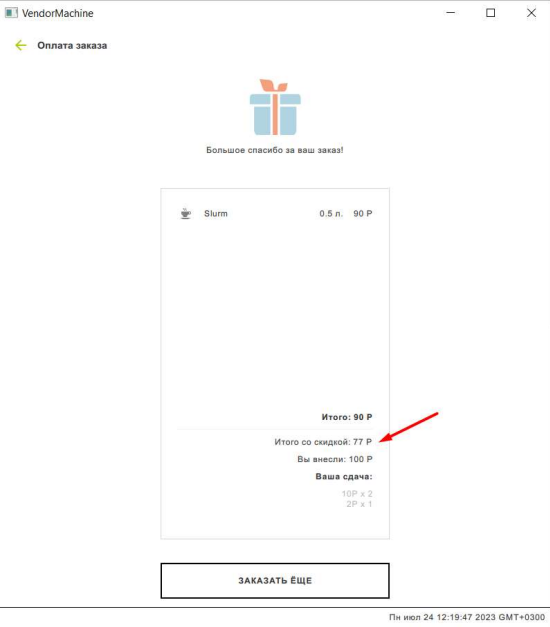 VendorMachine
Оплата заказа
Большое спасибо за ваш заказ!
Slurm 0.5 л. 90 Р
Итого: 90 Р
Итого со скидкой: 77 Р
Вы внесли: 100 Р
Ваша сдача:
10Р x 2
2Р x 1
ЗАКАЗАТЬ ЁЩЕ
Пн июл 24 12:19:47 2023 GMT+0300